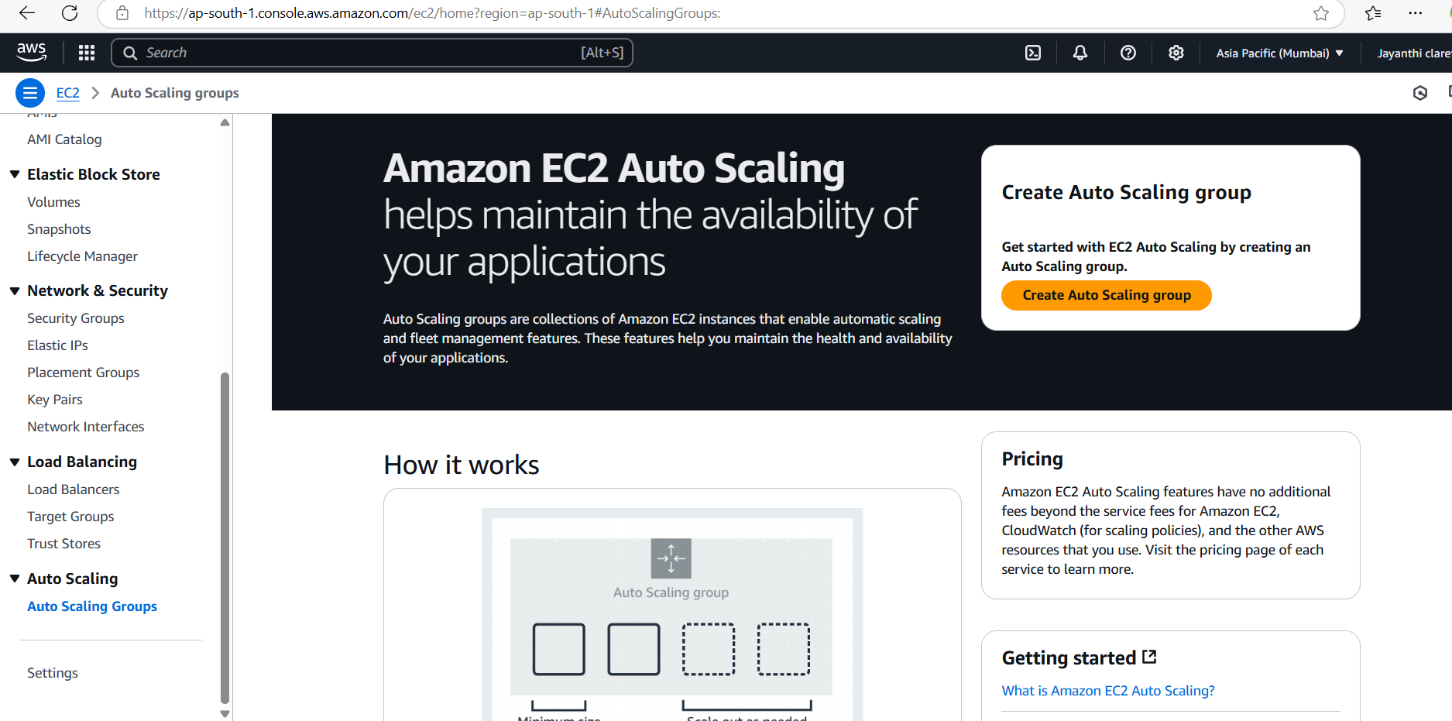 https://ap-south-1.console.aws.amazon.com/ec2/home?region=ap-south-1#AutoScalingGroups:
aws
Search
[Alt+S]
Asia Pacific (Mumbai)
Jayanthi clare
EC2
Auto Scaling groups
AMIs
AMI Catalog
Elastic Block Store
Volumes
Snapshots
Lifecycle Manager
Network & Security
Security Groups
Elastic IPs
Placement Groups
Key Pairs
Network Interfaces
Load Balancing
Load Balancers
Target Groups
Trust Stores
Auto Scaling
Auto Scaling Groups
Settings
Amazon EC2 Auto Scaling
helps maintain the availability of
your applications
Auto Scaling groups are collections of Amazon EC2 instances that enable automatic scaling
and fleet management features. These features help you maintain the health and availability
of your applications.
Create Auto Scaling group
Get started with EC2 Auto Scaling by creating an
Auto Scaling group.
Create Auto Scaling group
How it works
Auto Scaling group
Minimum size
Scale out as needed
Pricing
Amazon EC2 Auto Scaling features have no additional
fees beyond the service fees for Amazon EC2,
CloudWatch (for scaling policies), and the other AWS
resources that you use. Visit the pricing page of each
service to learn more.
Getting started
What is Amazon EC2 Auto Scaling?